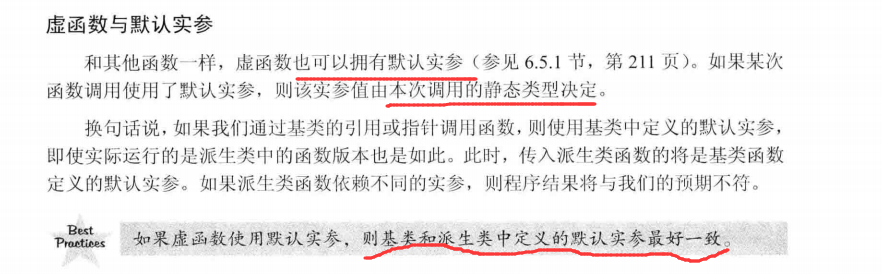 虚函数与默认实参
和其他函数一样，虚函数也可以拥有默认实参（参见 6.5.1 节，第 211 页）。如果某次
函数调用使用了默认实参，则该实参值由本次调用的静态类型决定。
换句话说，如果我们通过基类的引用或指针调用函数，则使用基类中定义的默认实参，
即使实际运行的是派生类中的函数版本也是如此。此时，传入派生类函数的将是基类函数
定义的默认实参。如果派生类函数依赖不同的实参，则程序结果将与我们的预期不符。
Best
Practices
如果虚函数使用默认实参，则基类和派生类中定义的默认实参最好一致。